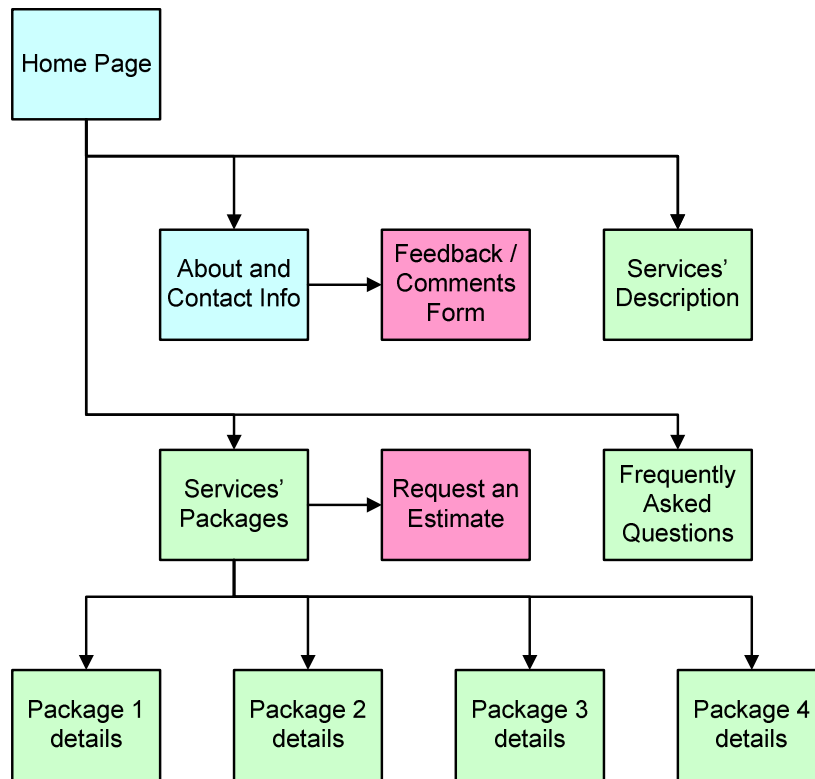 Home Page
About and
Contact Info
Feedback /
Comments
Form
Services’
Description
Services’
Packages
Request an
Estimate
Frequently
Asked
Questions
Package 1
details
Package 2
details
Package 3
details
Package 4
details